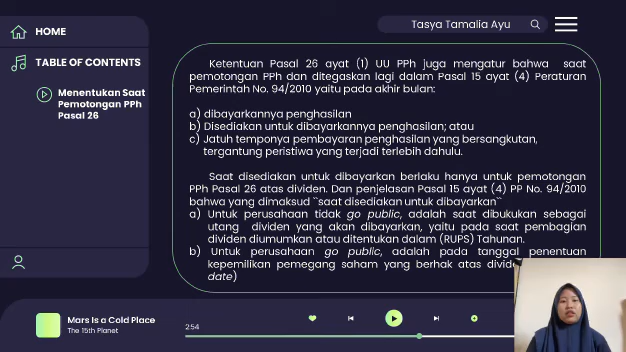 Tasya Tamalia Ayu
HOME
TABLE OF CONTENTS
Menentukan Saat
Pemotongan PPh
Pasal 26
Ketentuan Pasal 26 ayat (1) UU PPh juga mengatur bahwa saat
pemotongan PPh dan ditegaskan lagi dalam Pasal 15 ayat (4) Peraturan
Pemerintah No. 94/2010 yaitu pada akhir bulan:
a) dibayarkannya penghasilan
b) Disediakan untuk dibayarkannya penghasilan; atau
c) Jatuh temponya pembayaran penghasilan yang bersangkutan,
tergantung peristiwa yang terjadi terlebih dahulu.
Saat disediakan untuk dibayarkan berlaku hanya untuk pemotongan
PPh Pasal 26 atas dividen. Dan penjelasan Pasal 15 ayat (4) PP No. 94/2010
bahwa yang dimaksud ``saat disediakan untuk dibayarkan``
a) Untuk perusahaan tidak go public, adalah saat dibukukan sebagai
utang dividen yang akan dibayarkan, yaitu pada saat pembagian
dividen diumumkan atau ditentukan dalam (RUPS) Tahunan.
b) Untuk perusahaan go public, adalah pada tanggal penentuan
kepemilikan pemegang saham yang berhak atas
date)
Mars Is a Cold Place
The 15th Planet
2:54